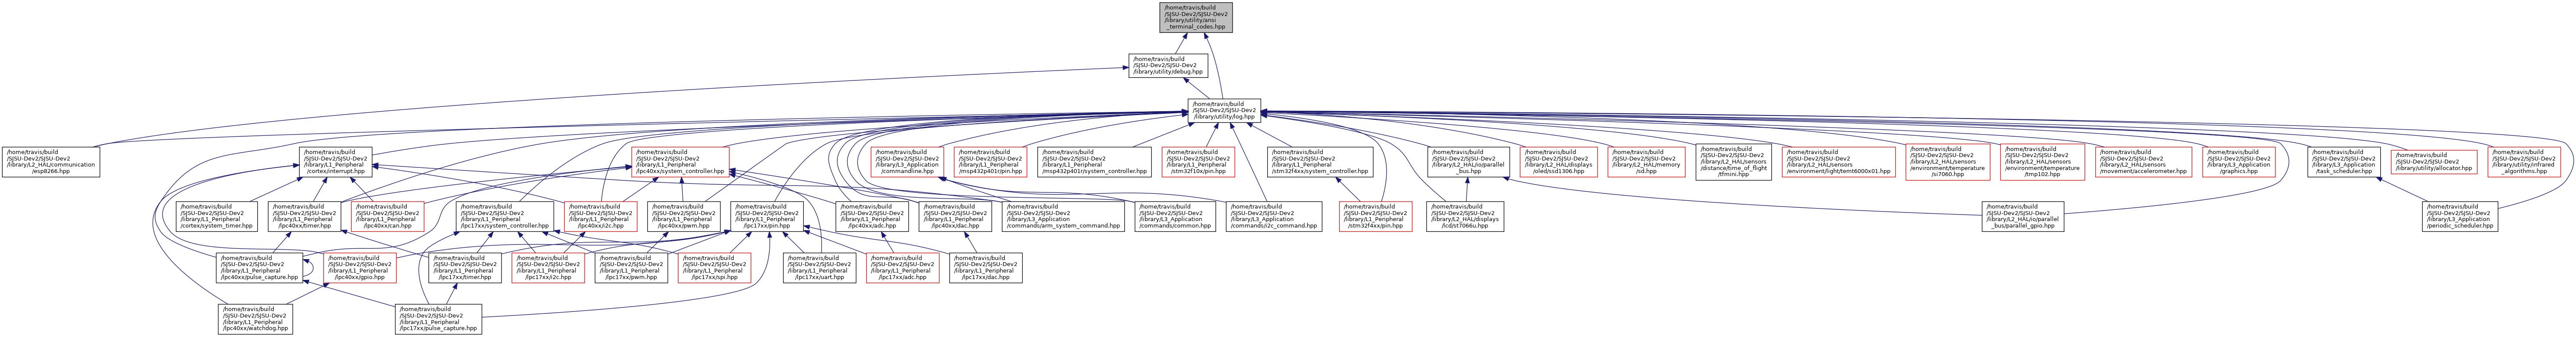 /home/travis/build
/SJSU-Dev2/SJSU-Dev2
/library/utility/ansi
_terminal_codes.hpp
/home/travis/build
/SJSU-Dev2/SJSU-Dev2
/library/utility/debug.hpp
/home/travis/build
/SJSU-Dev2/SJSU-Dev2
/library/utility/log.hpp
/home/travis/build
/SJSU-Dev2/SJSU-Dev2
/library/L2_HAL/communication
/esp8266.hpp
/home/travis/build
/SJSU-Dev2/SJSU-Dev2
/library/L1_Peripheral
/cortex/interrupt.hpp
/home/travis/build
/SJSU-Dev2/SJSU-Dev2
/library/L1_Peripheral
/lpc40xx/system_controller.hpp
/home/travis/build
/SJSU-Dev2/SJSU-Dev2
/library/L3_Application
/commandline.hpp
/home/travis/build
/SJSU-Dev2/SJSU-Dev2
/library/L1_Peripheral
/msp432p401r/pin.hpp
/home/travis/build
/SJSU-Dev2/SJSU-Dev2
/library/L1_Peripheral
/msp432p401r/system_controller.hpp
/home/travis/build
/SJSU-Dev2/SJSU-Dev2
/library/L1_Peripheral
/stm32f10x/pin.hpp
/home/travis/build
/SJSU-Dev2/SJSU-Dev2
/library/L1_Peripheral
/stm32f4xx/system_controller.hpp
/home/travis/build
/SJSU-Dev2/SJSU-Dev2
/library/L2_HAL/io/parallel
_bus.hpp
/home/travis/build
/SJSU-Dev2/SJSU-Dev2
/library/L2_HAL/displays
/oled/ssd1306.hpp
/home/travis/build
/SJSU-Dev2/SJSU-Dev2
/library/L2_HAL/memory
/sd.hpp
/home/travis/build
/SJSU-Dev2/SJSU-Dev2
/library/L2_HAL/sensors
/distance/time_of_flight
/tfmini.hpp
/home/travis/build
/SJSU-Dev2/SJSU-Dev2
/library/L2_HAL/sensors
/environment/light/temt6000x01.hpp
/home/travis/build
/SJSU-Dev2/SJSU-Dev2
/library/L2_HAL/sensors
/environment/temperature
/si7060.hpp
/home/travis/build
/SJSU-Dev2/SJSU-Dev2
/library/L2_HAL/sensors
/environment/temperature
/tmp102.hpp
/home/travis/build
/SJSU-Dev2/SJSU-Dev2
/library/L2_HAL/sensors
/movement/accelerometer.hpp
/home/travis/build
/SJSU-Dev2/SJSU-Dev2
/library/L3_Application
/graphics.hpp
/home/travis/build
/SJSU-Dev2/SJSU-Dev2
/library/L3_Application
/task_scheduler.hpp
/home/travis/build
/SJSU-Dev2/SJSU-Dev2
/library/utility/allocator.hpp
/home/travis/build
/SJSU-Dev2/SJSU-Dev2
/library/utility/infrared
_algorithms.hpp
/home/travis/build
/SJSU-Dev2/SJSU-Dev2
/library/L1_Peripheral
/cortex/system_timer.hpp
/home/travis/build
/SJSU-Dev2/SJSU-Dev2
/library/L1_Peripheral
/lpc40xx/timer.hpp
/home/travis/build
/SJSU-Dev2/SJSU-Dev2
/library/L1_Peripheral
/lpc40xx/can.hpp
/home/travis/build
/SJSU-Dev2/SJSU-Dev2
/library/L1_Peripheral
/lpc17xx/system_controller.hpp
/home/travis/build
/SJSU-Dev2/SJSU-Dev2
/library/L1_Peripheral
/lpc40xx/i2c.hpp
/home/travis/build
/SJSU-Dev2/SJSU-Dev2
/library/L1_Peripheral
/lpc40xx/pwm.hpp
/home/travis/build
/SJSU-Dev2/SJSU-Dev2
/library/L1_Peripheral
/lpc17xx/pin.hpp
/home/travis/build
/SJSU-Dev2/SJSU-Dev2
/library/L1_Peripheral
/lpc40xx/adc.hpp
/home/travis/build
/SJSU-Dev2/SJSU-Dev2
/library/L1_Peripheral
/lpc40xx/dac.hpp
/home/travis/build
/SJSU-Dev2/SJSU-Dev2
/library/L3_Application
/commands/arm_system_command.hpp
/home/travis/build
/SJSU-Dev2/SJSU-Dev2
/library/L3_Application
/commands/common.hpp
/home/travis/build
/SJSU-Dev2/SJSU-Dev2
/library/L3_Application
/commands/i2c_command.hpp
/home/travis/build
/SJSU-Dev2/SJSU-Dev2
/library/L1_Peripheral
/stm32f4xx/pin.hpp
/home/travis/build
/SJSU-Dev2/SJSU-Dev2
/library/L2_HAL/displays
/lcd/st7066u.hpp
/home/travis/build
/SJSU-Dev2/SJSU-Dev2
/library/L2_HAL/io/parallel
_bus/parallel_gpio.hpp
/home/travis/build
/SJSU-Dev2/SJSU-Dev2
/library/L3_Application
/periodic_scheduler.hpp
/home/travis/build
/SJSU-Dev2/SJSU-Dev2
/library/L1_Peripheral
/lpc40xx/pulse_capture.hpp
/home/travis/build
/SJSU-Dev2/SJSU-Dev2
/library/L1_Peripheral
/lpc40xx/gpio.hpp
/home/travis/build
/SJSU-Dev2/SJSU-Dev2
/library/L1_Peripheral
/lpc17xx/timer.hpp
/home/travis/build
/SJSU-Dev2/SJSU-Dev2
/library/L1_Peripheral
/lpc17xx/i2c.hpp
/home/travis/build
/SJSU-Dev2/SJSU-Dev2
/library/L1_Peripheral
/lpc17xx/pwm.hpp
/home/travis/build
/SJSU-Dev2/SJSU-Dev2
/library/L1_Peripheral
/lpc17xx/spi.hpp
/home/travis/build
/SJSU-Dev2/SJSU-Dev2
/library/L1_Peripheral
/lpc17xx/uart.hpp
/home/travis/build
/SJSU-Dev2/SJSU-Dev2
/library/L1_Peripheral
/lpc17xx/adc.hpp
/home/travis/build
/SJSU-Dev2/SJSU-Dev2
/library/L1_Peripheral
/lpc17xx/dac.hpp
/home/travis/build
/SJSU-Dev2/SJSU-Dev2
/library/L1_Peripheral
/lpc40xx/watchdog.hpp
/home/travis/build
/SJSU-Dev2/SJSU-Dev2
/library/L1_Peripheral
/lpc17xx/pulse_capture.hpp